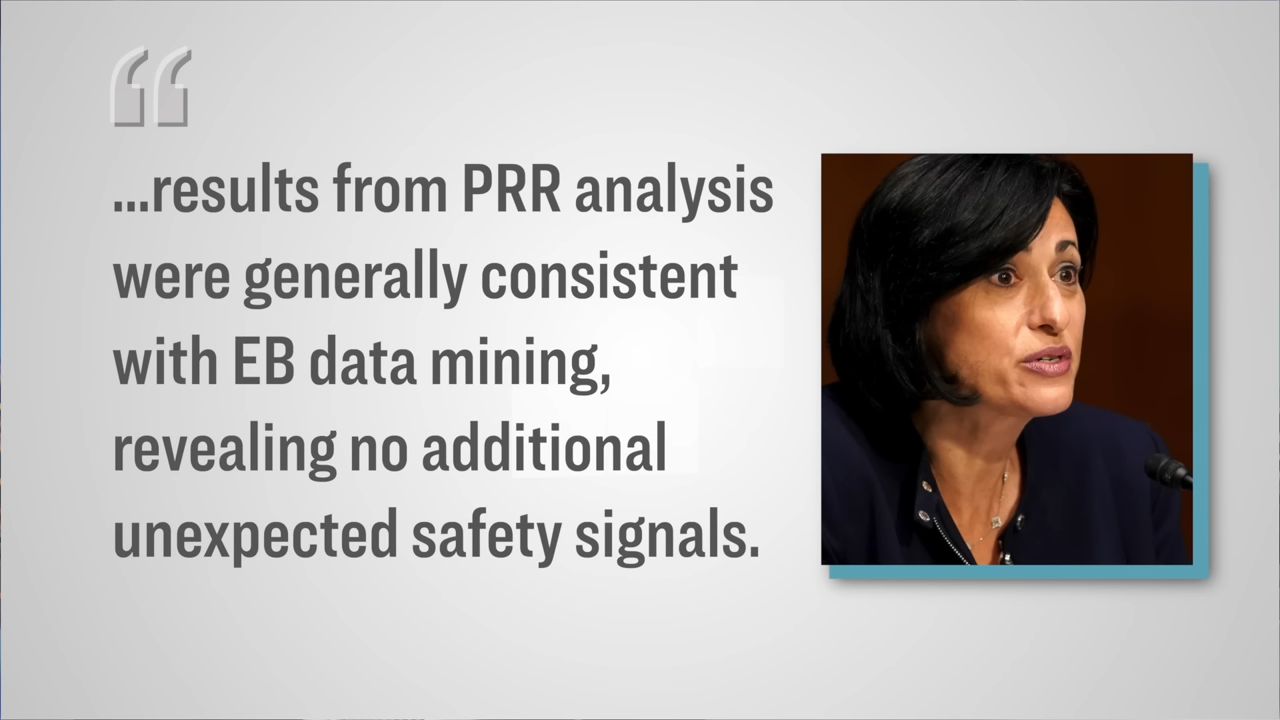 “
...results from PRR analysis
were generally consistent
with EB data mining,
revealing no additional
unexpected safety signals.